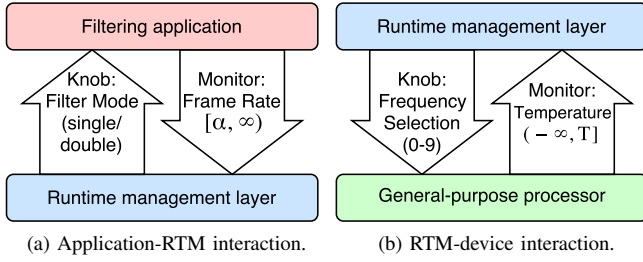 Filtering application
Knob:
Filter Mode
(single/
double)
Monitor:
Frame Rate
[α, ∞)
Runtime management layer
(a) Application-RTM interaction.
Runtime management layer
Knob:
Frequency
Selection
(0-9)
Monitor:
Temperature
(− ∞, T]
General-purpose processor
(b) RTM-device interaction.